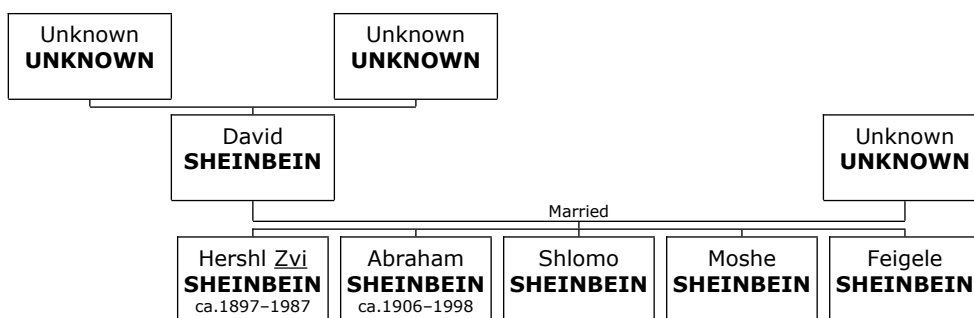 Unknown
UNKNOWN
Unknown
UNKNOWN
David
SHEINBEIN
Unknown
UNKNOWN
Married
Hershl Zvi
SHEINBEIN
ca.1897–1987
Abraham
SHEINBEIN
ca.1906–1998
Shlomo
SHEINBEIN
Moshe
SHEINBEIN
Feigele
SHEINBEIN